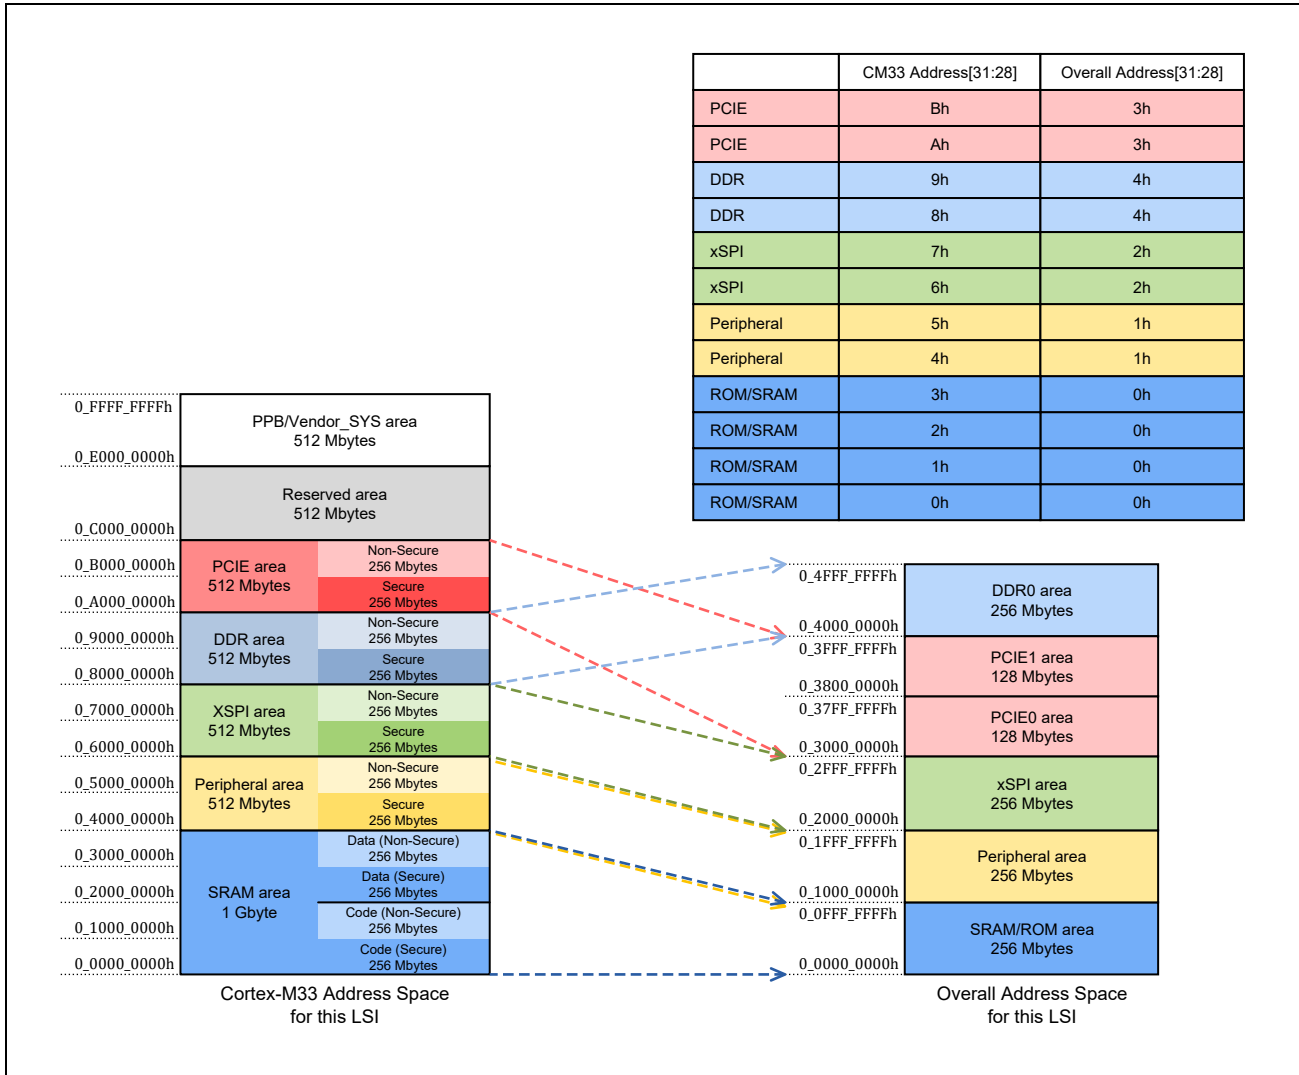 CM33 Address[31:28] Overall Address[31:28]
PCIE Bh 3h
PCIE Ah 3h
DDR 9h 4h
DDR 8h 4h
xSPI 7h 2h
xSPI 6h 2h
Peripheral 5h 1h
Peripheral 4h 1h
ROM/SRAM 3h 0h
ROM/SRAM 2h 0h
ROM/SRAM 1h 0h
ROM/SRAM 0h 0h
0_FFFF_FFFFh
PPB/Vendor_SYS area
512 Mbytes
0_E000_0000h
Reserved area
512 Mbytes
0_C000_0000h
PCIE area
512 Mbytes
Non-Secure
256 Mbytes
0_B000_0000h
Secure
256 Mbytes
0_A000_0000h
DDR area
512 Mbytes
Non-Secure
256 Mbytes
0_9000_0000h
Secure
256 Mbytes
0_8000_0000h
XSPI area
512 Mbytes
Non-Secure
256 Mbytes
0_7000_0000h
Secure
256 Mbytes
0_6000_0000h
Peripheral area
512 Mbytes
Non-Secure
256 Mbytes
0_5000_0000h
Secure
256 Mbytes
0_4000_0000h
SRAM area
1 Gbyte
Data (Non-Secure)
256 Mbytes
0_3000_0000h
Data (Secure)
256 Mbytes
0_2000_0000h
Code (Non-Secure)
256 Mbytes
0_1000_0000h
Code (Secure)
256 Mbytes
0_0000_0000h
Cortex-M33 Address Space
for this LSI
0_4FFF_FFFFh
DDR0 area
256 Mbytes
0_4000_0000h
0_3FFF_FFFFh
PCIE1 area
128 Mbytes
0_3800_0000h
0_37FF_FFFFh
PCIE0 area
128 Mbytes
0_3000_0000h
0_2FFF_FFFFh
xSPI area
256 Mbytes
0_2000_0000h
0_1FFF_FFFFh
Peripheral area
256 Mbytes
0_1000_0000h
0_0FFF_FFFFh
SRAM/ROM area
256 Mbytes
0_0000_0000h
Overall Address Space
for this LSI